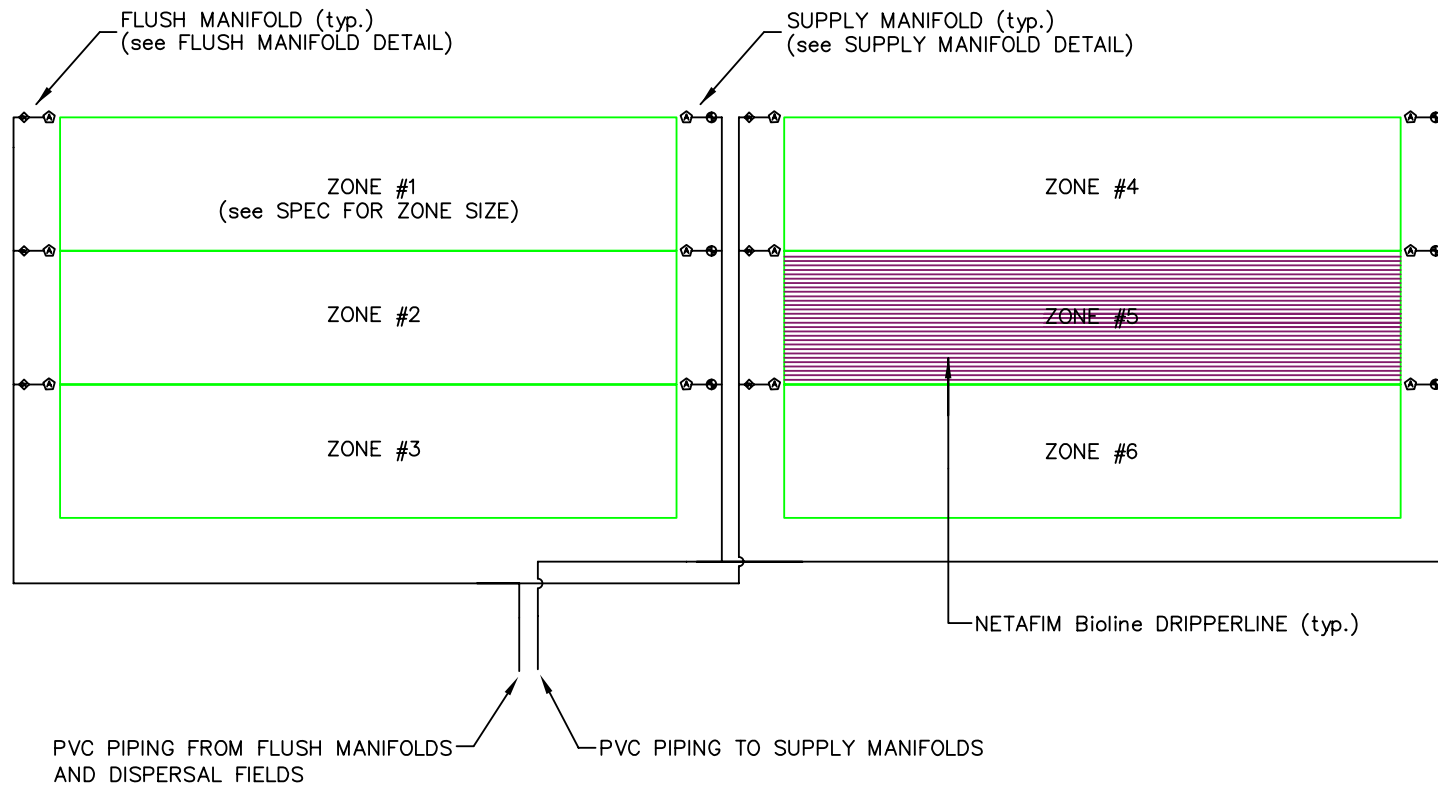 FLUSH MANIFOLD (typ.)
(see FLUSH MANIFOLD DETAIL)
SUPPLY MANIFOLD (typ.)
(see SUPPLY MANIFOLD DETAIL)
ZONE #1
(see SPEC FOR ZONE SIZE)
ZONE #4
ZONE #2
ZONE #5
ZONE #3
ZONE #6
NETAFIM Bioline DRIPPERLINE (typ.)
PVC PIPING FROM FLUSH MANIFOLDS
AND DISPERSAL FIELDS
PVC PIPING TO SUPPLY MANIFOLDS